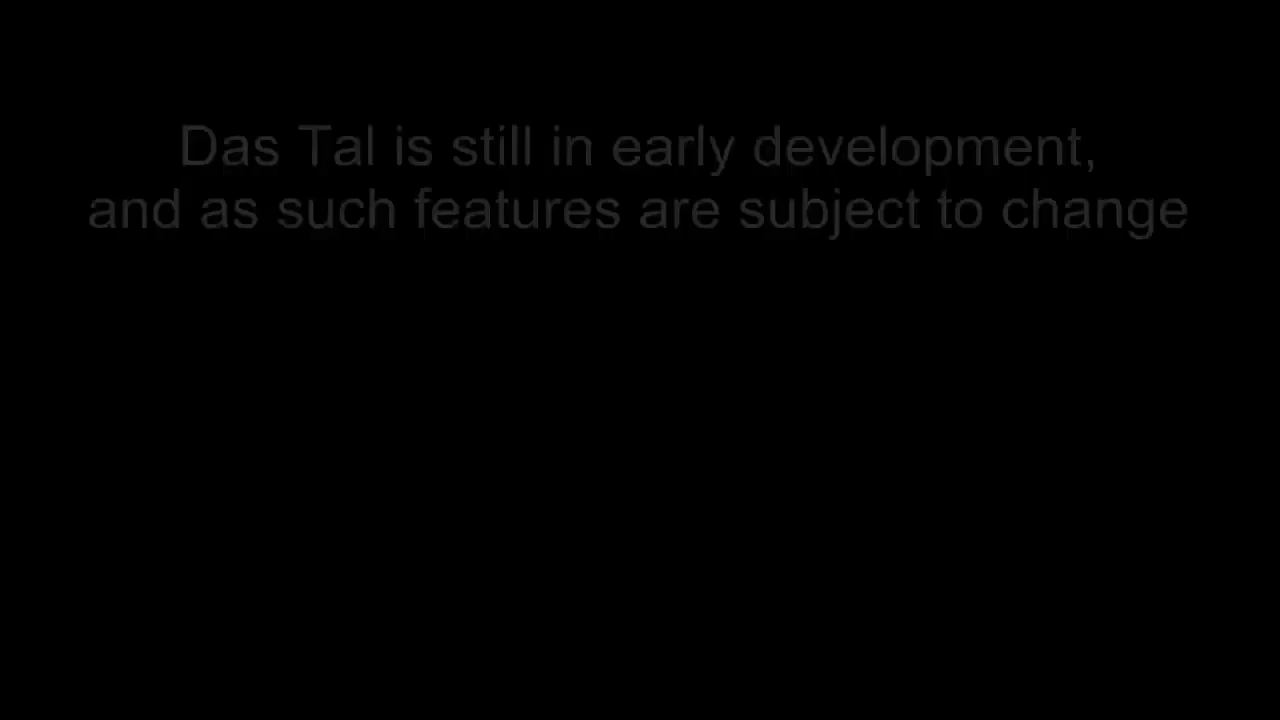 Das Tal is still in early development,
and as such features are subject to change